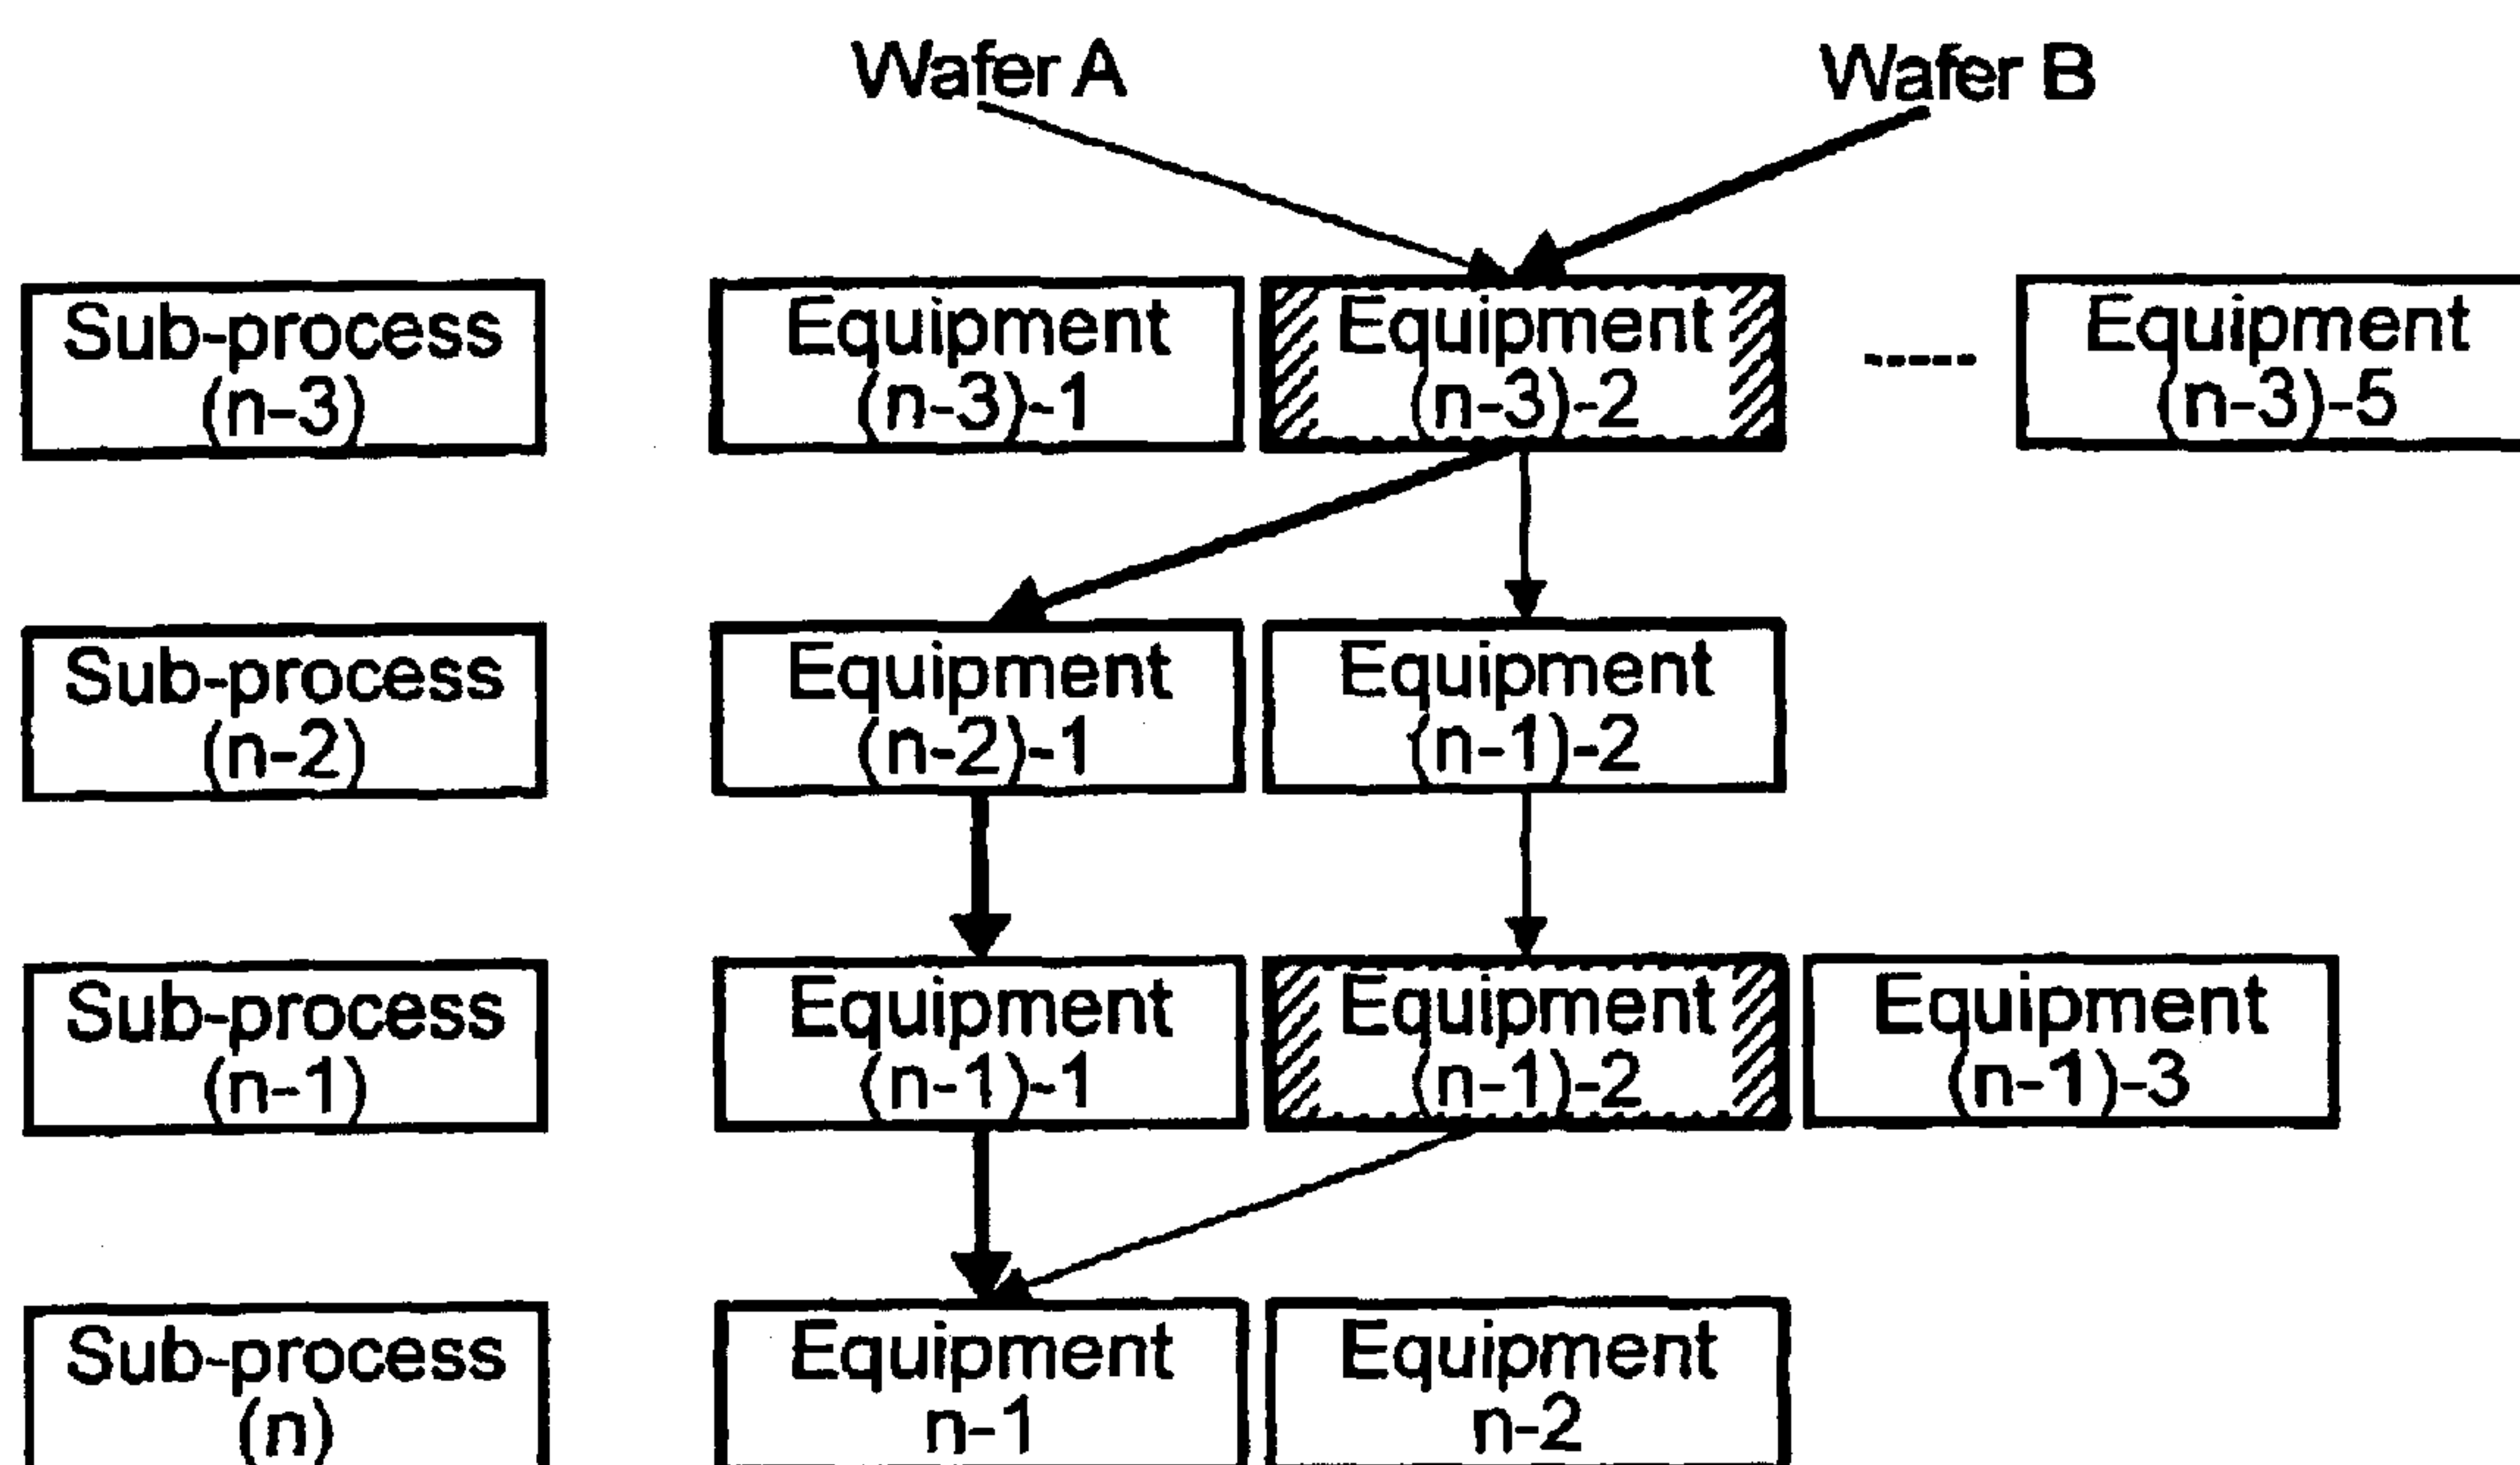 Wafer A
Wafer B
Sub-process
(n-3)
Equipment
(n-3)-1
Equipment
(n-3)-2
Equipment
(n-3)-5
Sub-process
(n-2)
Equipment
(n-2)-1
Equipment
(n-1)-2
Sub-process
(n-1)
Equipment
(n-1)-1
Equipment
(n-1)-2
Equipment
(n-1)-3
Sub-process
(n)
Equipment
n-1
Equipment
n-2